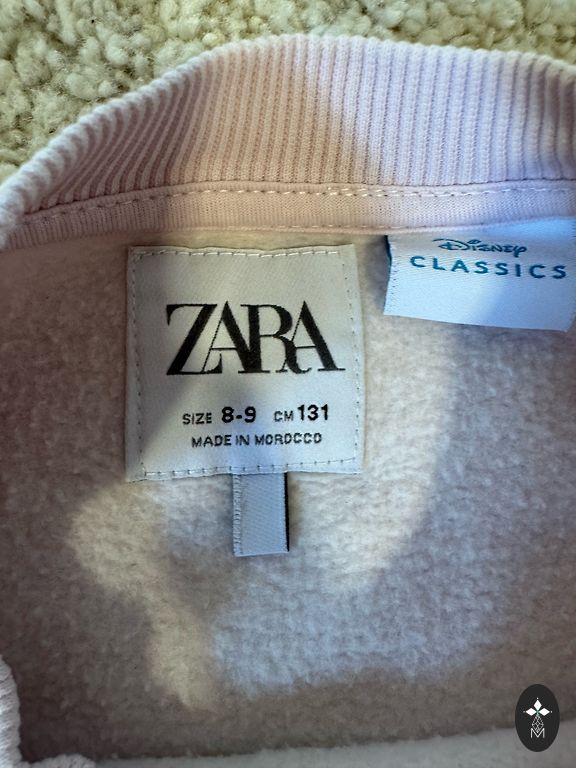 Disney
CLASSICS
ZARA
SIZE 8-9 CM 131
MADE IN MOROCCO
M